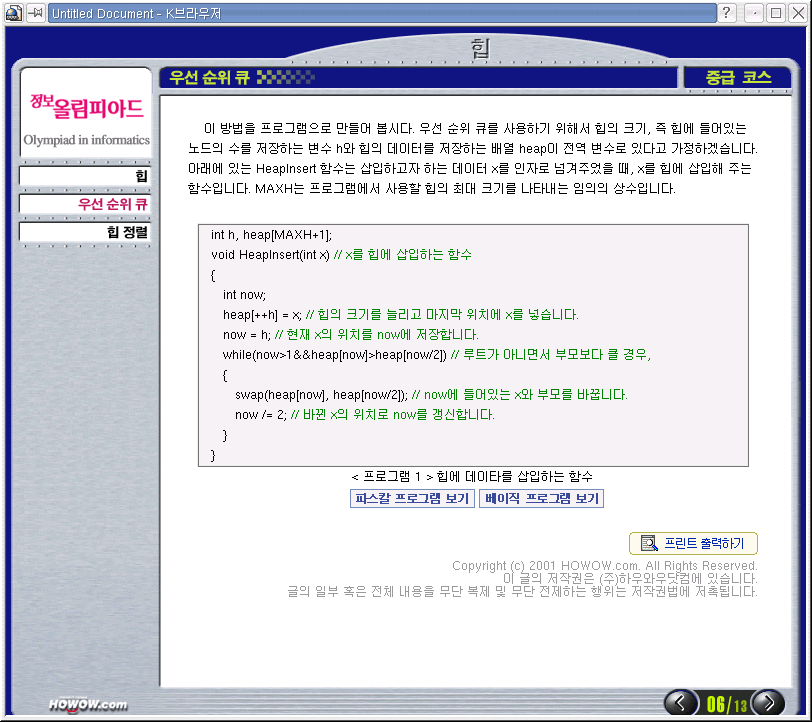 Untitled Document - K브라우저
힙
정보올림피아드
Olympiad in informatics
힙
우선 순위 큐
힙 정렬
우선 순위 큐
중급 코스
이 방법을 프로그램으로 만들어 봅시다. 우선 순위 큐를 사용하기 위해서 힙의 크기, 즉 힙에 들어있는
노드의 수를 저장하는 변수 h와 힙의 데이터를 저장하는 배열 heap이 전역 변수로 있다고 가정하겠습니다.
아래에 있는 HeapInsert 함수는 삽입하고자 하는 데이터 x를 인자로 넘겨주었을 때, x를 힙에 삽입해 주는
함수입니다. MAXH는 프로그램에서 사용할 힙의 최대 크기를 나타내는 임의의 상수입니다.
int h, heap[MAXH+1];
void HeapInsert(int x) // x를 힙에 삽입하는 함수
{
int now;
heap[++h] = x; // 힙의 크기를 늘리고 마지막 위치에 x를 넣습니다.
now = h; // 현재 x의 위치를 now에 저장합니다.
while(now>1&&heap[now]>heap[now/2]) // 루트가 아니면서 부모보다 클 경우,
{
swap(heap[now], heap[now/2]); // now에 들어있는 x와 부모를 바꿉니다.
now /= 2; // 바뀐 x의 위치로 now를 갱신합니다.
}
}
< 프로그램 1 > 힙에 데이타를 삽입하는 함수
파스칼 프로그램 보기 베이직 프로그램 보기
프린트 출력하기
Copyright (c) 2001 HOWOW.com. All Rights Reserved.
이 글의 저작권은 (주)하우와우닷컴에 있습니다.
글의 일부 혹은 전체 내용을 무단 복제 및 무단 전제하는 행위는 저작권법에 저촉됩니다.
HOWOW.com
06/13